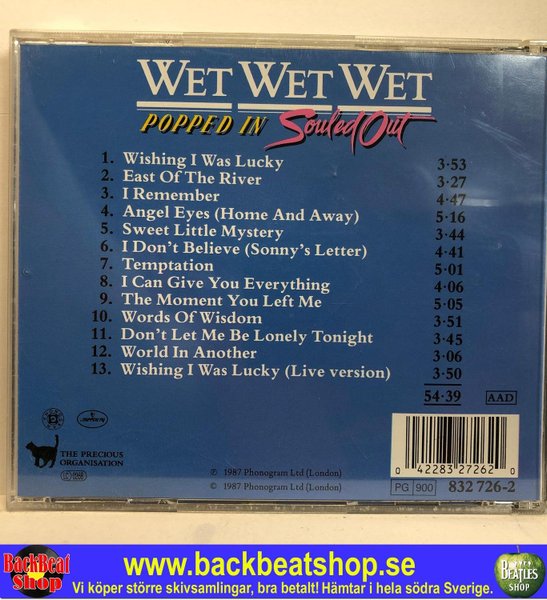 WET WET WET
POPPED IN Souled Out
1. Wishing I Was Lucky 3·53
2. East Of The River 3·27
3. I Remember 4·47
4. Angel Eyes (Home And Away) 5·16
5. Sweet Little Mystery 3·44
6. I Don't Believe (Sonny's Letter) 4·41
7. Temptation 5·01
8. I Can Give You Everything 4·06
9. The Moment You Left Me 5·05
10. Words Of Wisdom 3·51
11. Don't Let Me Be Lonely Tonight 3·45
12. World In Another 3·06
13. Wishing I Was Lucky (Live version) 3·50
54·39 AAD
THE PRECIOUS
ORGANISATION
℗ 1987 Phonogram Ltd (London)
© 1987 Phonogram Ltd (London)
0 42283 27262 0
PG 900 832 726-2
BackBeat
Shop
www.backbeatshop.se
Vi köper större skivsamlingar, bra betalt! Hämtar i hela södra Sverige.
BEATLES
SHOP